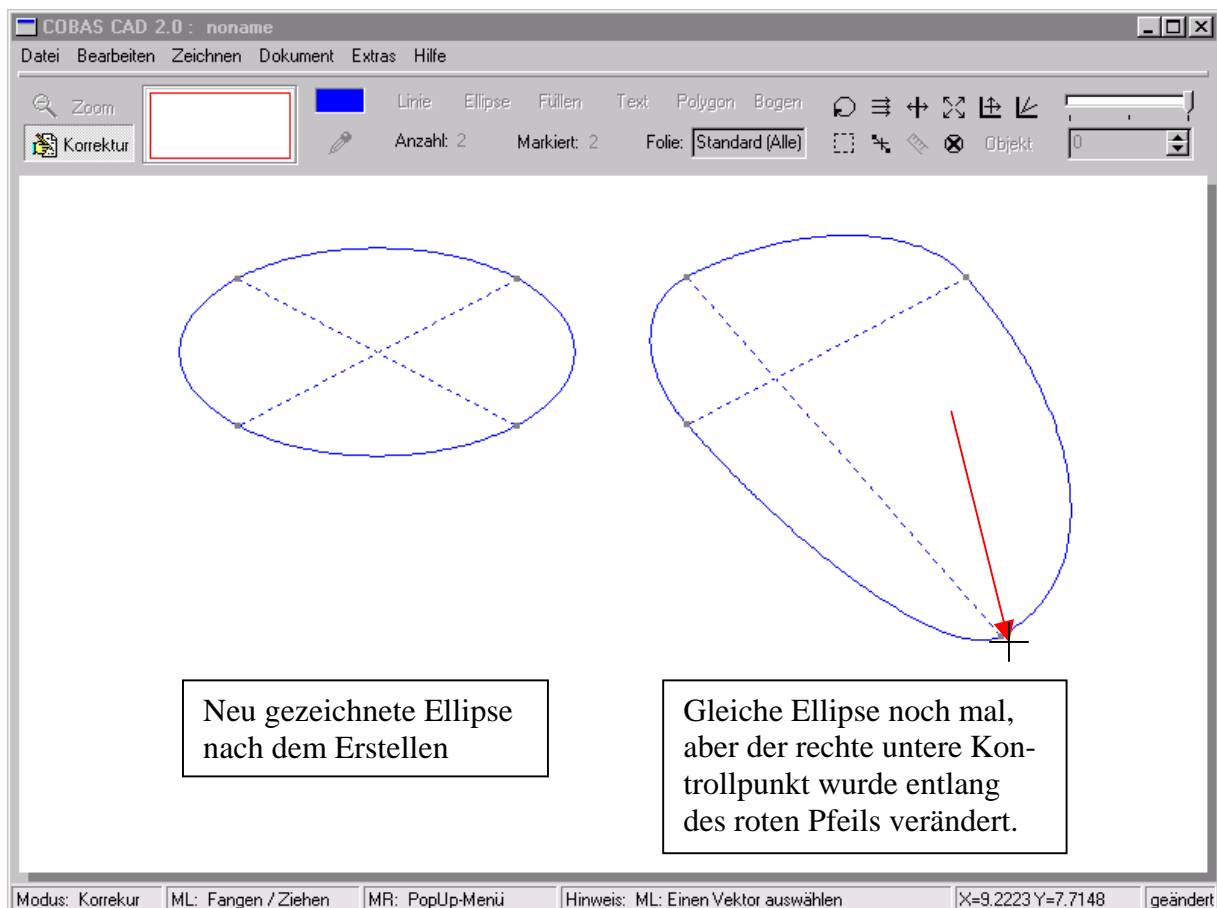 COBAS CAD 2.0 : noname
Datei Bearbeiten Zeichnen Dokument Extras Hilfe
Zoom Linie Ellipse Füllen Text Polygon Bogen
Korrektur Anzahl: 2 Markiert: 2 Folie: Standard (Alle) Objekt 0
Neu gezeichnete Ellipse
nach dem Erstellen
Gleiche Ellipse noch mal,
aber der rechte untere Kon-
trollpunkt wurde entlang
des roten Pfeils verändert.
Modus: Korrekur ML: Fangen / Ziehen MR: PopUp-Menü Hinweis: ML: Einen Vektor auswählen X=9.2223 Y=7.7148 geändert